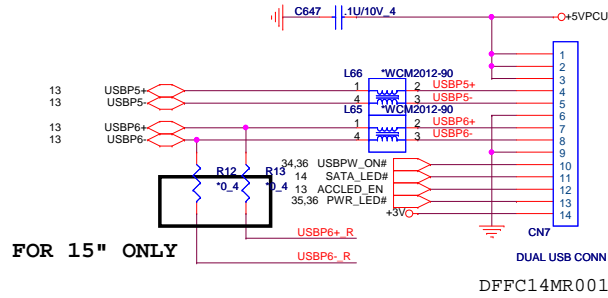 C647 .1U/10V_4
+5VPCU
L66 *WCM2012-90
13 USBP5+ 1 2 USBP5+
13 USBP5- 4 3 USBP5-
L65 *WCM2012-90
13 USBP6+ 1 2 USBP6+
13 USBP6- 4 3 USBP6-
1
2
3
4
5
6
7
8
9
10
11
12
13
14
34,36 USBPW_ON#
14 SATA_LED#
13 ACCLED_EN
35,36 PWR_LED#
+3V
R12 R13
*0_4 *0_4
USBP6+_R
USBP6-_R
FOR 15" ONLY
CN7
DUAL USB CONN
DFFC14MR001